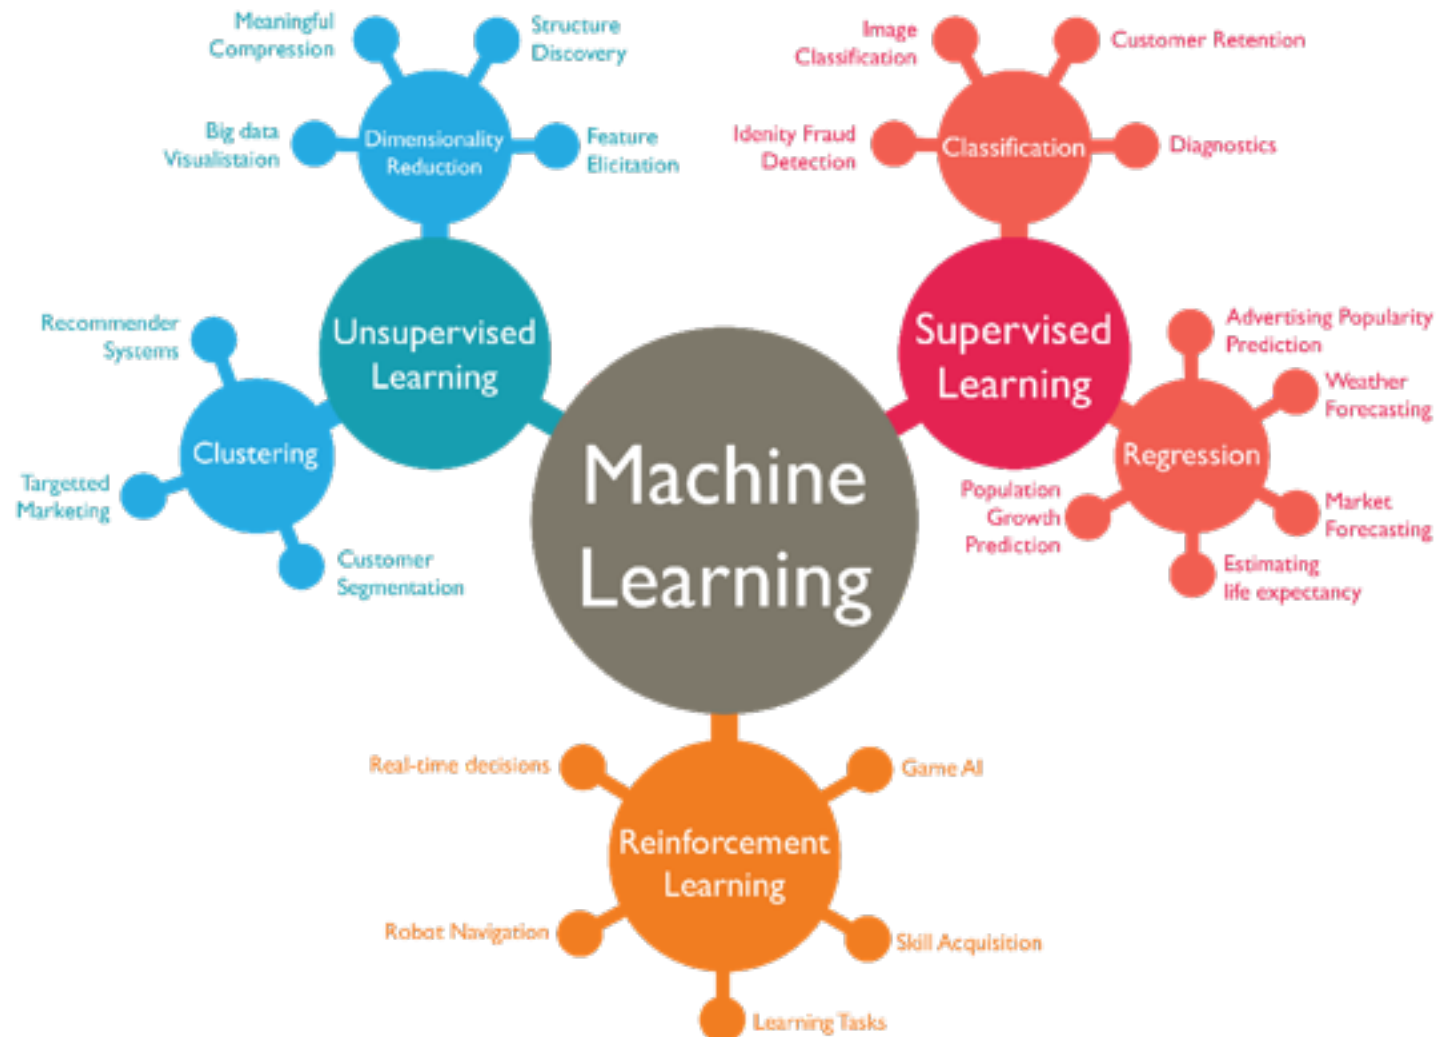 Meaningful
Compression
Structure
Discovery
Big data
Visualistaion
Dimensionality
Reduction
Feature
Elicitation
Image
Classification
Customer Retention
Idenity Fraud
Detection
Classification
Diagnostics
Recommender
Systems
Unsupervised
Learning
Clustering
Targetted
Marketing
Customer
Segmentation
Machine
Learning
Supervised
Learning
Advertising Popularity
Prediction
Weather
Forecasting
Regression
Population
Growth
Prediction
Market
Forecasting
Estimating
life expectancy
Real-time decisions
Game AI
Reinforcement
Learning
Robot Navigation
Skill Acquisition
Learning Tasks